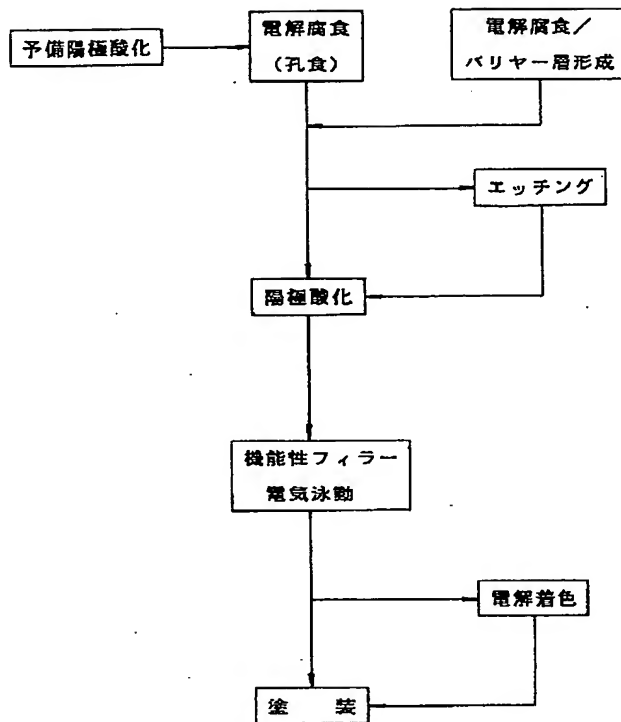 予備陽極酸化
電解腐食
(孔食)
電解腐食/
バリヤー層形成
エッチング
陽極酸化
機能性フィラー
電気泳動
電解着色
塗 装